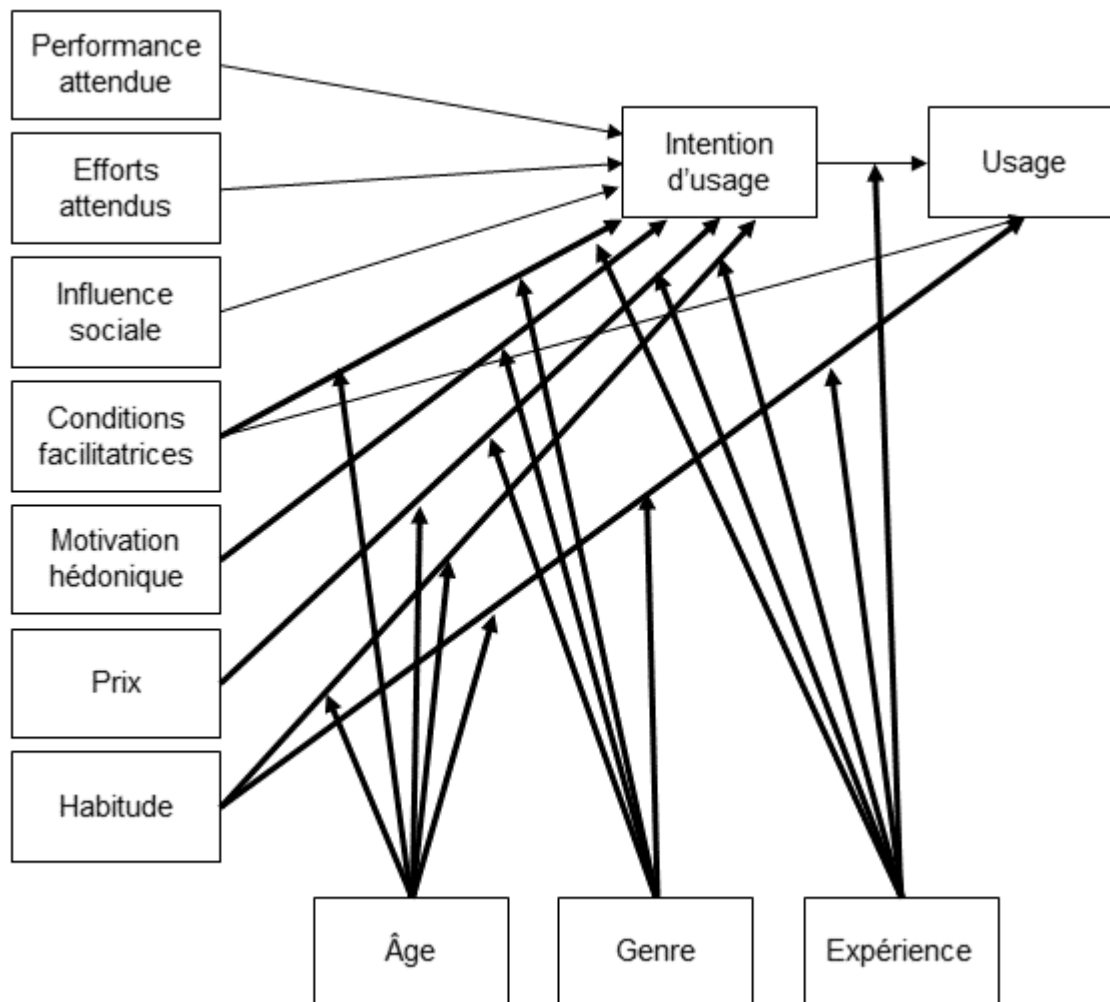 Performance
attendue
Efforts
attendus
Influence
sociale
Conditions
facilitatrices
Motivation
hédonique
Prix
Habitude
Intention
d'usage
Usage
Âge
Genre
Expérience